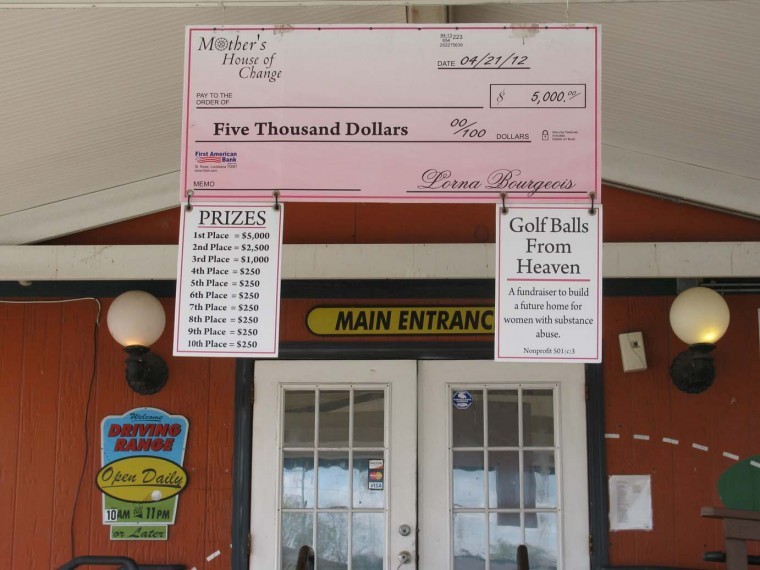 Mother's
House of
Change
DATE 04/21/12
PAY TO THE
ORDER OF
$ 5,000.00/
Five Thousand Dollars 00/100 DOLLARS
First American
Bank
MEMO
Lorna Bourgeois
PRIZES
1st Place = $5,000
2nd Place = $2,500
3rd Place = $1,000
4th Place = $250
5th Place = $250
6th Place = $250
7th Place = $250
8th Place = $250
9th Place = $250
10th Place = $250
Golf Balls
From
Heaven
A fundraiser to build
a future home for
women with substance
abuse.
Nonprofit 501(c)3
MAIN ENTRANC
Welcome
DRIVING
RANGE
Open Daily
10AM till 11PM
or Later
VISA